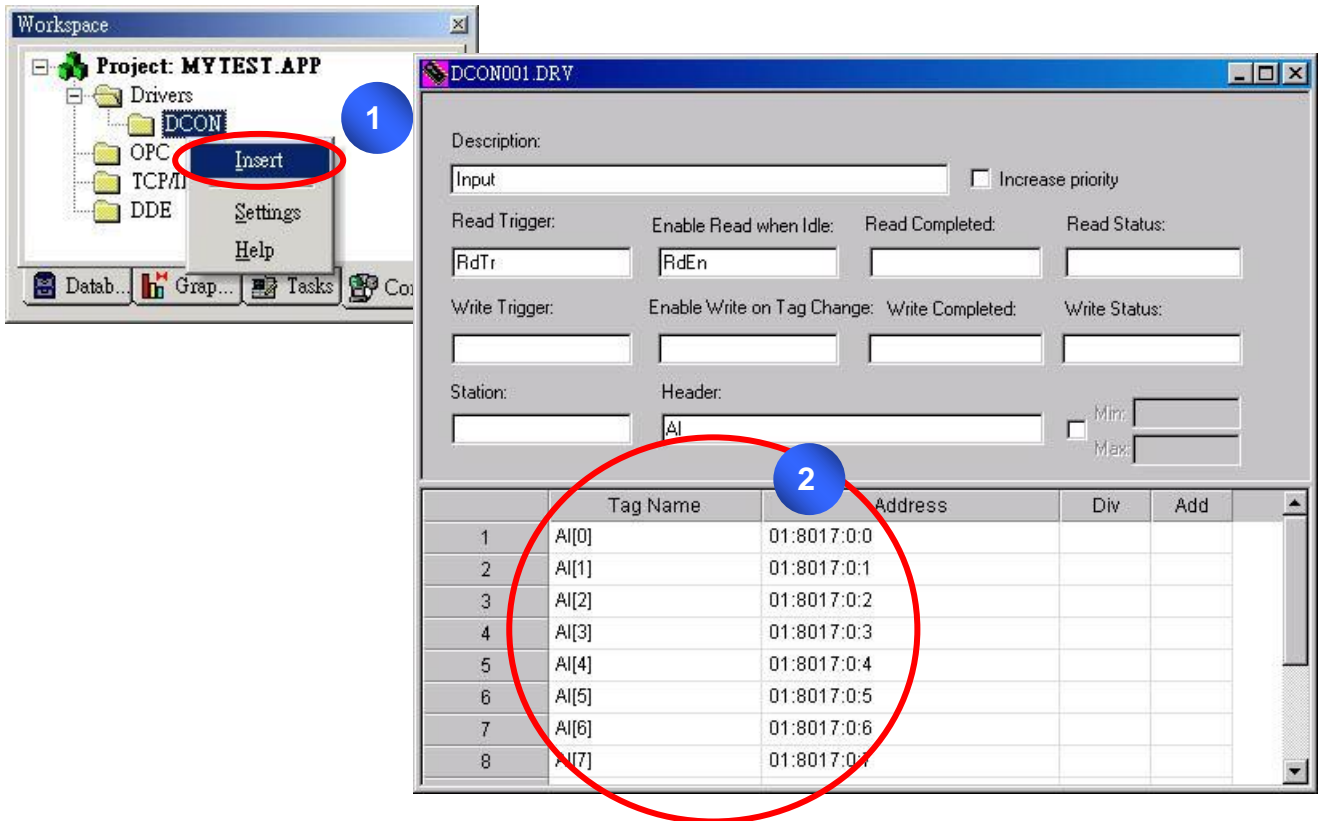 Workspace
Project: MYTEST.APP
Drivers
DCON
OPC
TCP/I
DDE
Insert
Settings
Help
Datab...
Grap...
Tasks
Co
1
DCON001.DRV
Description:
Input
Increase priority
Read Trigger:
Enable Read when Idle:
Read Completed:
Read Status:
RdTr
RdEn
Write Trigger:
Enable Write on Tag Change:
Write Completed:
Write Status:
Station:
Header:
AI
Min:
Max:
2
Tag Name Address Div Add
1 AI[0] 01:8017:0:0
2 AI[1] 01:8017:0:1
3 AI[2] 01:8017:0:2
4 AI[3] 01:8017:0:3
5 AI[4] 01:8017:0:4
6 AI[5] 01:8017:0:5
7 AI[6] 01:8017:0:6
8 AI[7] 01:8017:0:7